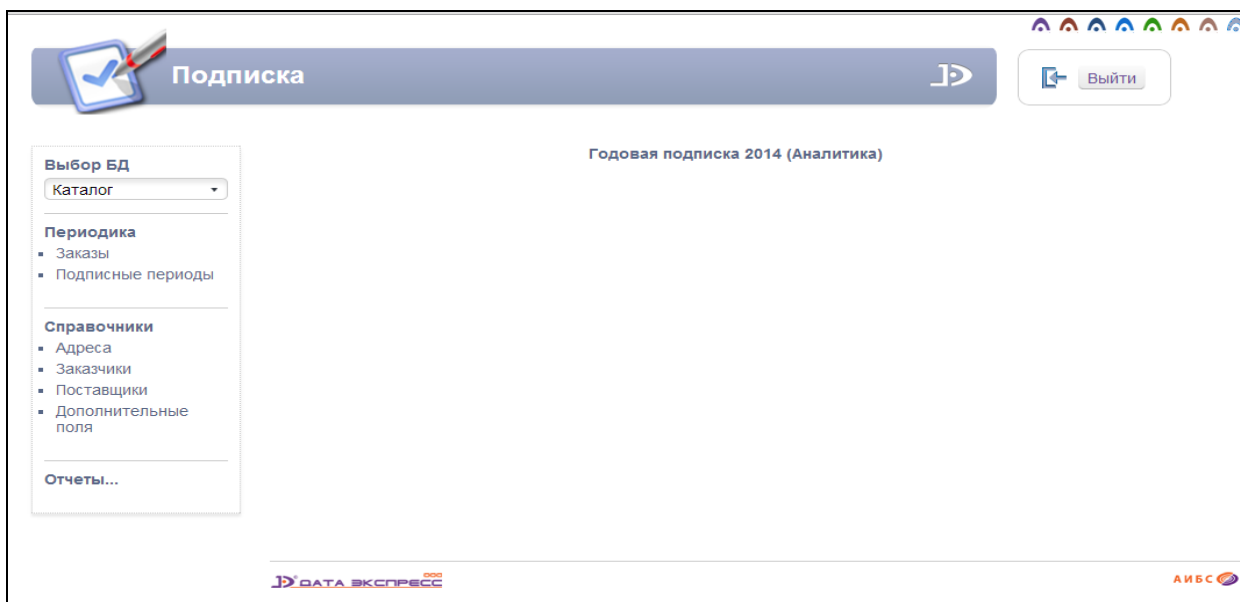 Подписка
Выйти
Выбор БД
Каталог
Годовая подписка 2014 (Аналитика)
Периодика
Заказы
Подписные периоды
Справочники
Адреса
Заказчики
Поставщики
Дополнительные
поля
Отчеты...
ДАТА ЭКСПРЕСС
АИБС